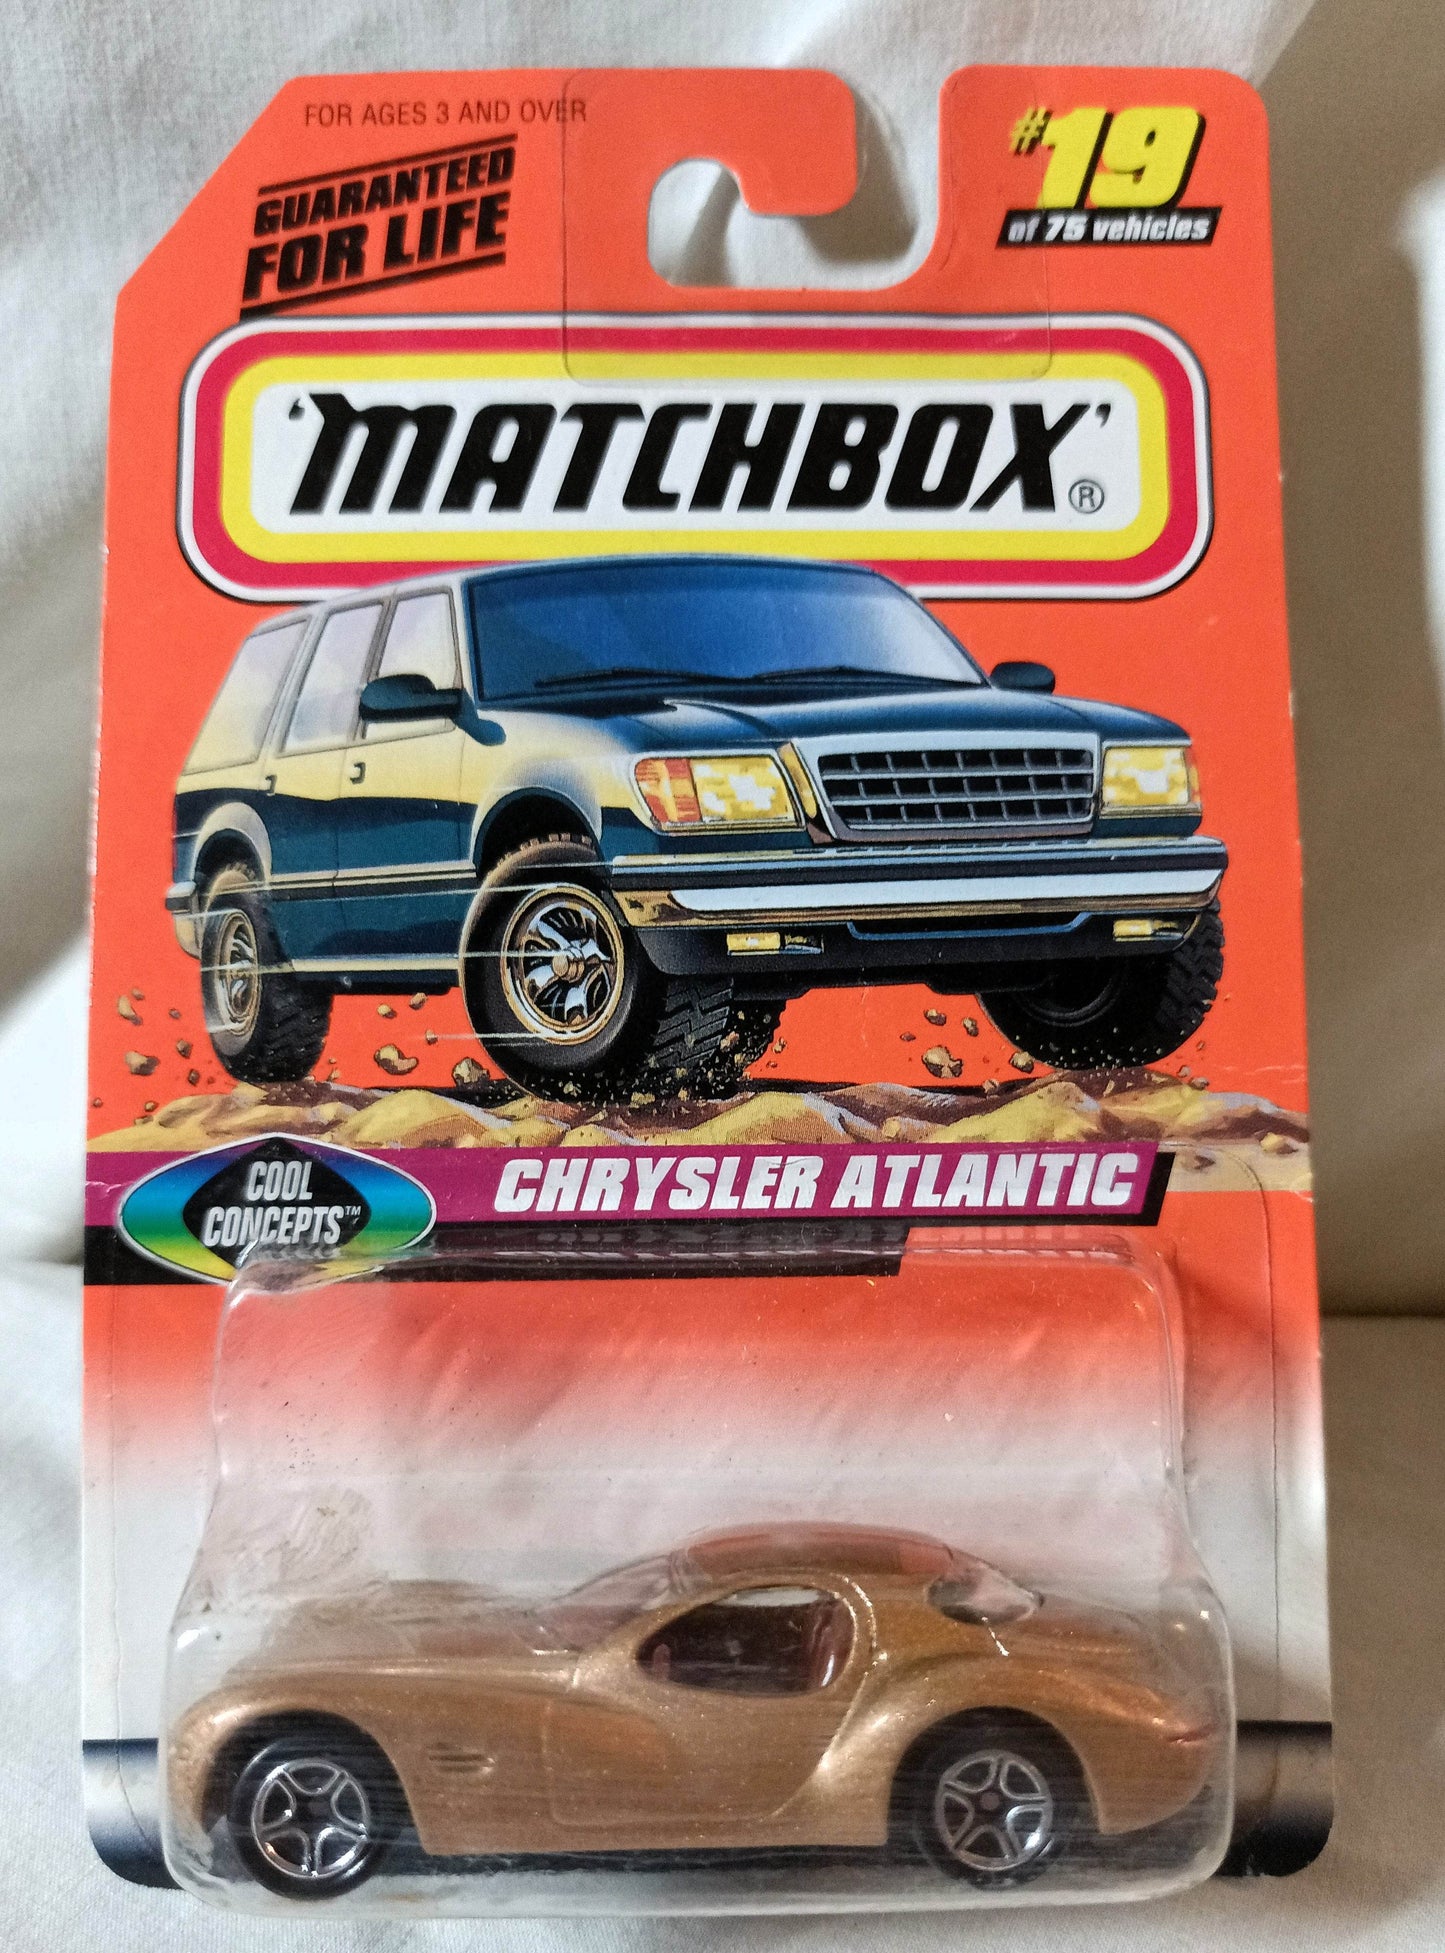 FOR AGES 3 AND OVER
GUARANTEED
FOR LIFE
#19
of 75 vehicles
'MATCHBOX'®
COOL
CONCEPTS™
CHRYSLER ATLANTIC